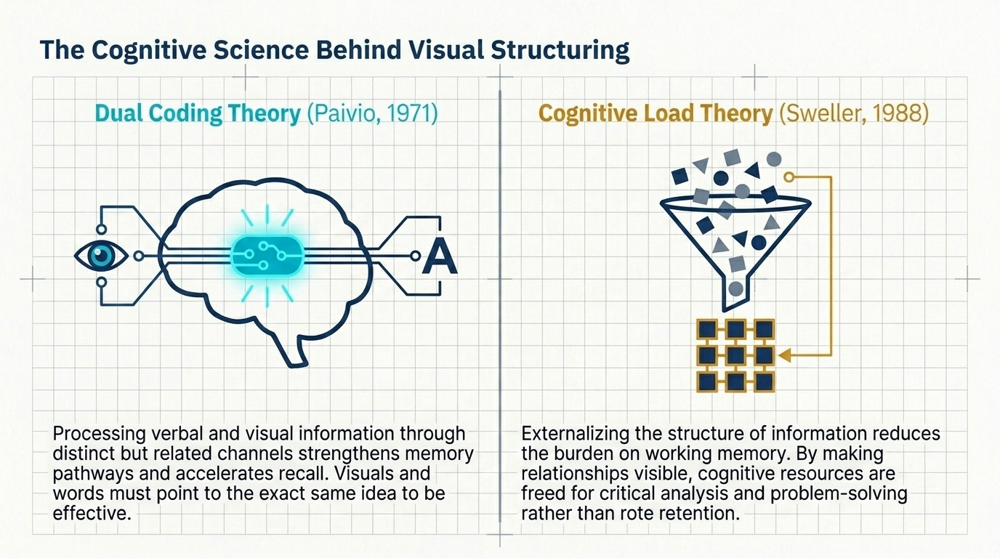 The Cognitive Science Behind Visual Structuring
Dual Coding Theory (Paivio, 1971)
A
Processing verbal and visual information through
distinct but related channels strengthens memory
pathways and accelerates recall. Visuals and
words must point to the exact same idea to be
effective.
Cognitive Load Theory (Sweller, 1988)
Externalizing the structure of information reduces
the burden on working memory. By making
relationships visible, cognitive resources are
freed for critical analysis and problem-solving
rather than rote retention.